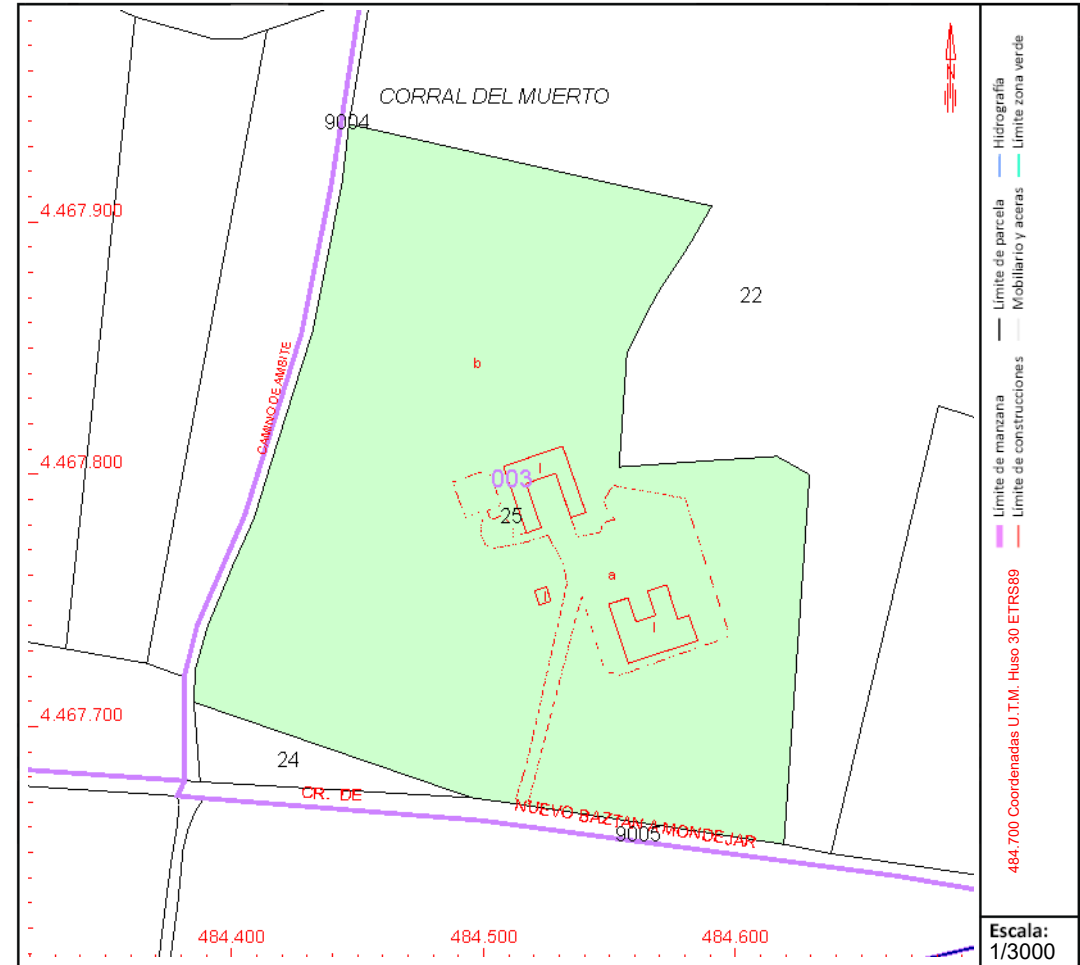 CORRAL DEL MUERTO
9004
4.467.900
22
b
CAMINO DE AMBITE
4.467.800
003
I
25
a
I
I
4.467.700
24
CR. DE
NUEVO BAZTAN A MONDEJAR
9005
484.400
484.500
484.600
N
Hidrografía
Límite zona verde
Límite de parcela
Mobiliario y aceras
Límite de manzana
Límite de construcciones
484.700 Coordenadas U.T.M. Huso 30 ETRS89
Escala:
1/3000